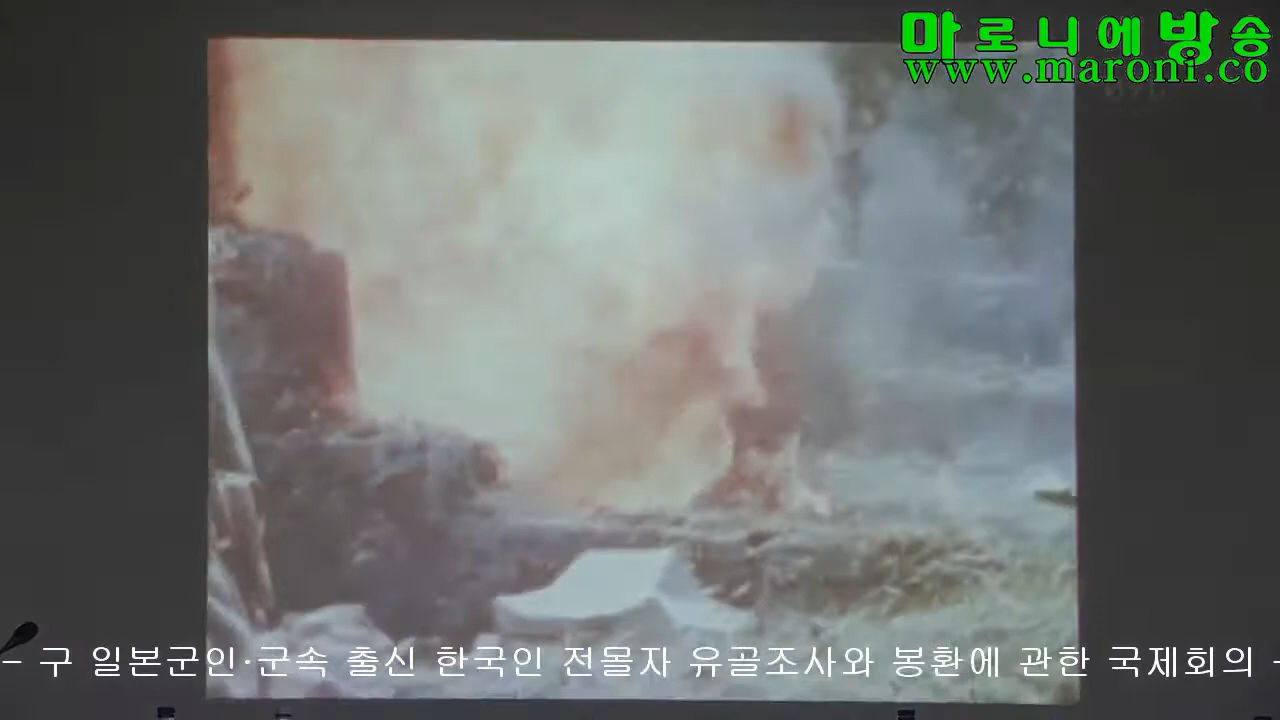 마로니에방송
www.maroni.co
- 구 일본군인·군속 출신 한국인 전몰자 유골조사와 봉환에 관한 국제회의 -